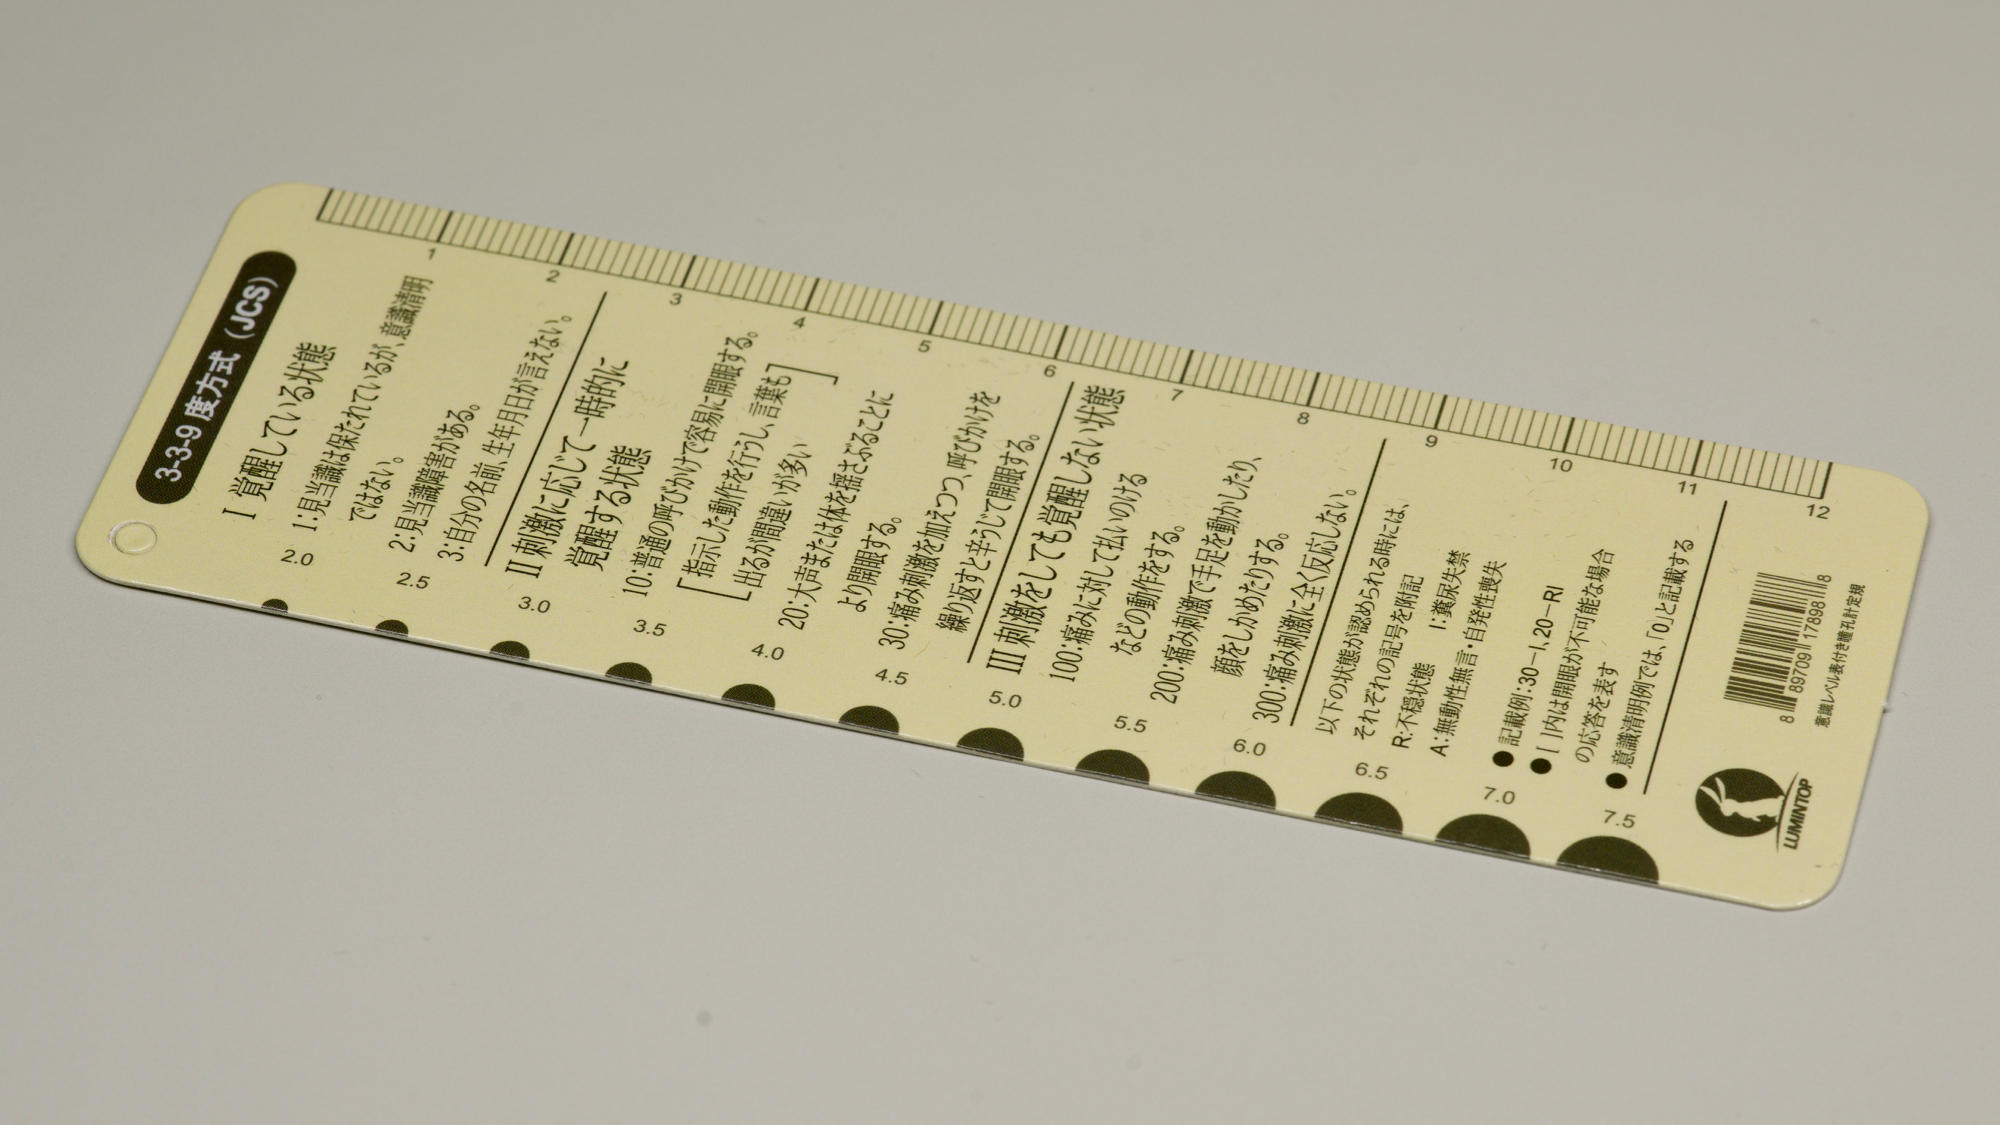 3-3-9 度方式 (JCS)
I 覚醒している状態
1:見当識は保たれているが、意識清明
ではない。
2:見当識障害がある。
3:自分の名前、生年月日が言えない。
II 刺激に応じて一時的に
覚醒する状態
10:普通の呼びかけで容易に開眼する。
[指示した動作を行うし、言葉も
出るが間違いが多い]
20:大声または体を揺さぶることに
より開眼する。
30:痛み刺激を加えつつ、呼びかけを
繰り返すと辛うじて開眼する。
III 刺激をしても覚醒しない状態
100:痛みに対して払いのける
などの動作をする。
200:痛み刺激で手足を動かしたり、
顔をしかめたりする。
300:痛み刺激に全く反応しない。
以下の状態が認められる時には、
それぞれの記号を附記
R:不穏状態 I:糞尿失禁
A:無動性無言・自発性喪失
●記載例:30-I,20-RI
●[ ]内は開眼が不可能な場合
の応答を表す
●意識清明例では、「0」と記載する
8 89709 17898 8
意識レベル表付き瞳孔計定規
LUMINTOP
1
2
3
4
5
6
7
8
9
10
11
12
2.0
2.5
3.0
3.5
4.0
4.5
5.0
5.5
6.0
6.5
7.0
7.5